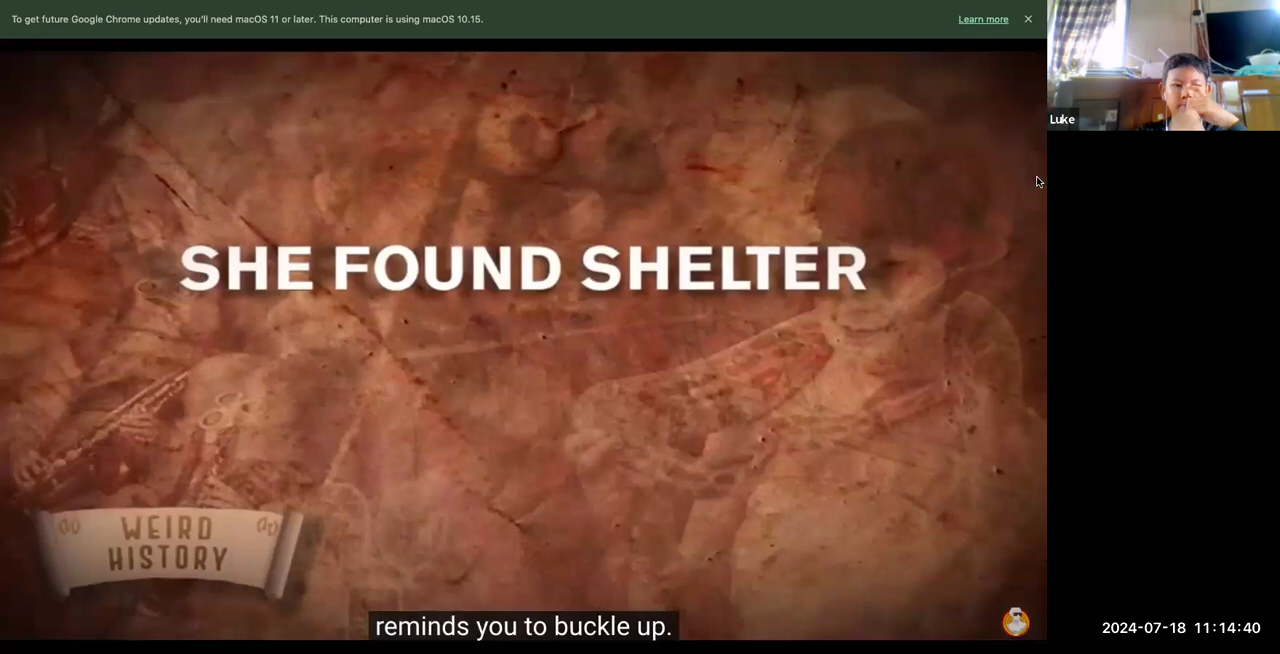 To get future Google Chrome updates, you'll need macOS 11 or later. This computer is using macOS 10.15.
Learn more
Luke
SHE FOUND SHELTER
WEIRD
HISTORY
reminds you to buckle up.
2024-07-18 11:14:40